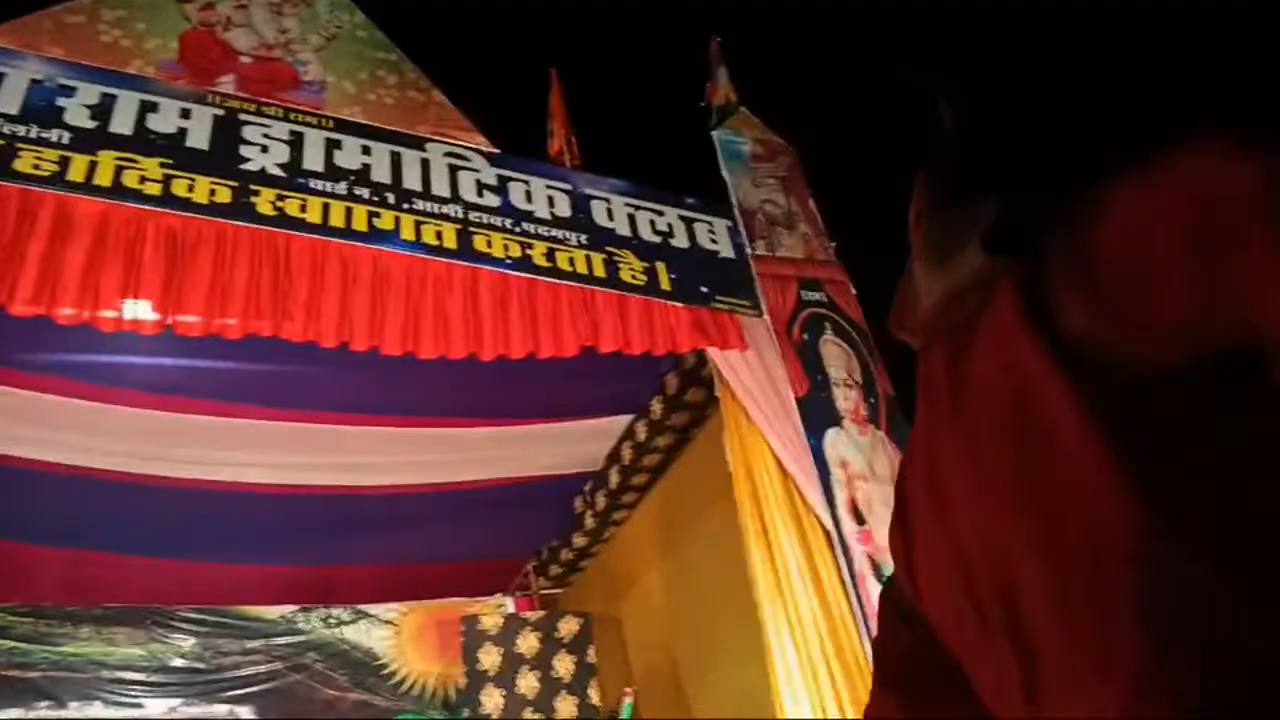 ।।जय श्री राम।।
राम ड्रामाटिक क्लब
वार्ड न. 1 ,आर्मी टावर,पदमपुर
हार्दिक स्वाागत करता है।